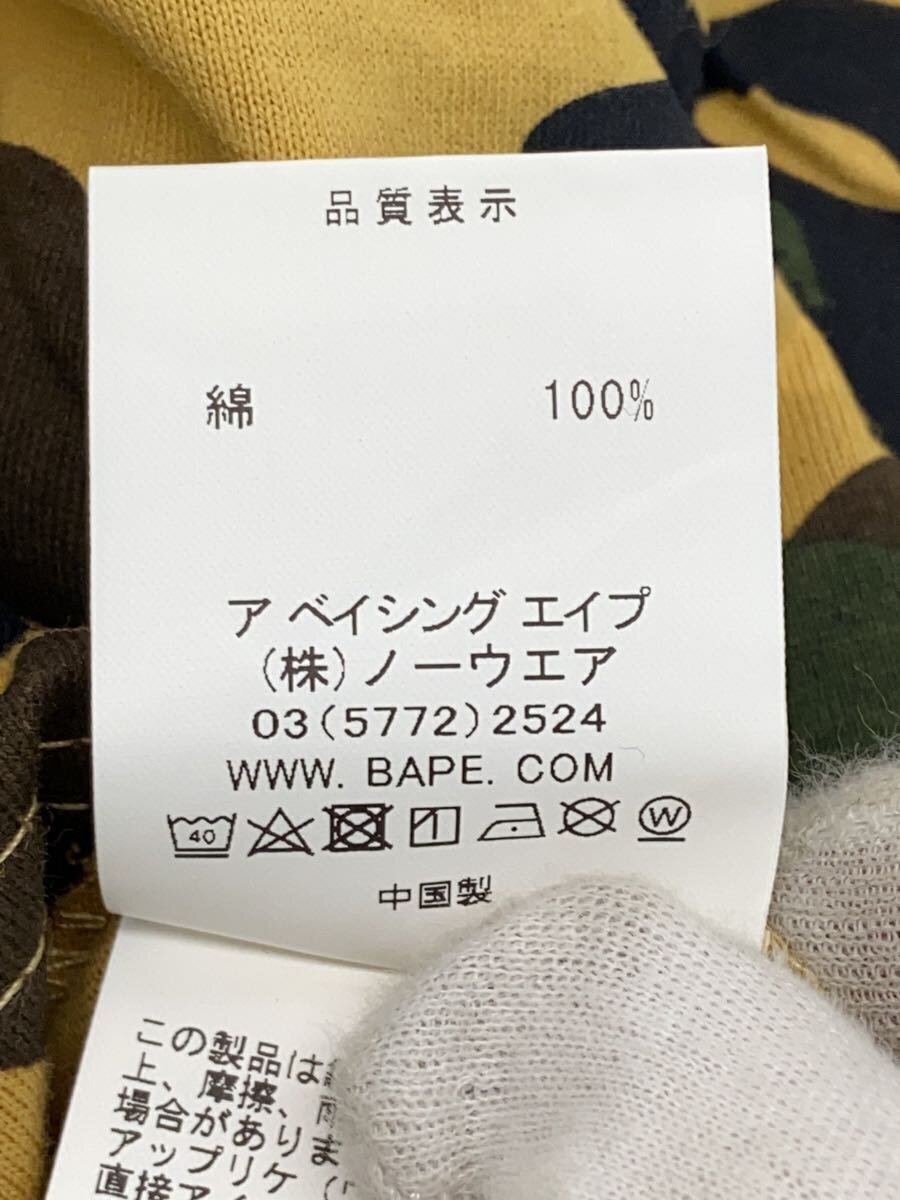 品質表示
綿 100%
ア ベイシング エイプ
(株)ノーウエア
03(5772)2524
WWW. BAPE. COM
40 W
中国製
この製品は
上、摩擦、
場合がありま
アップリケ(
直接ア